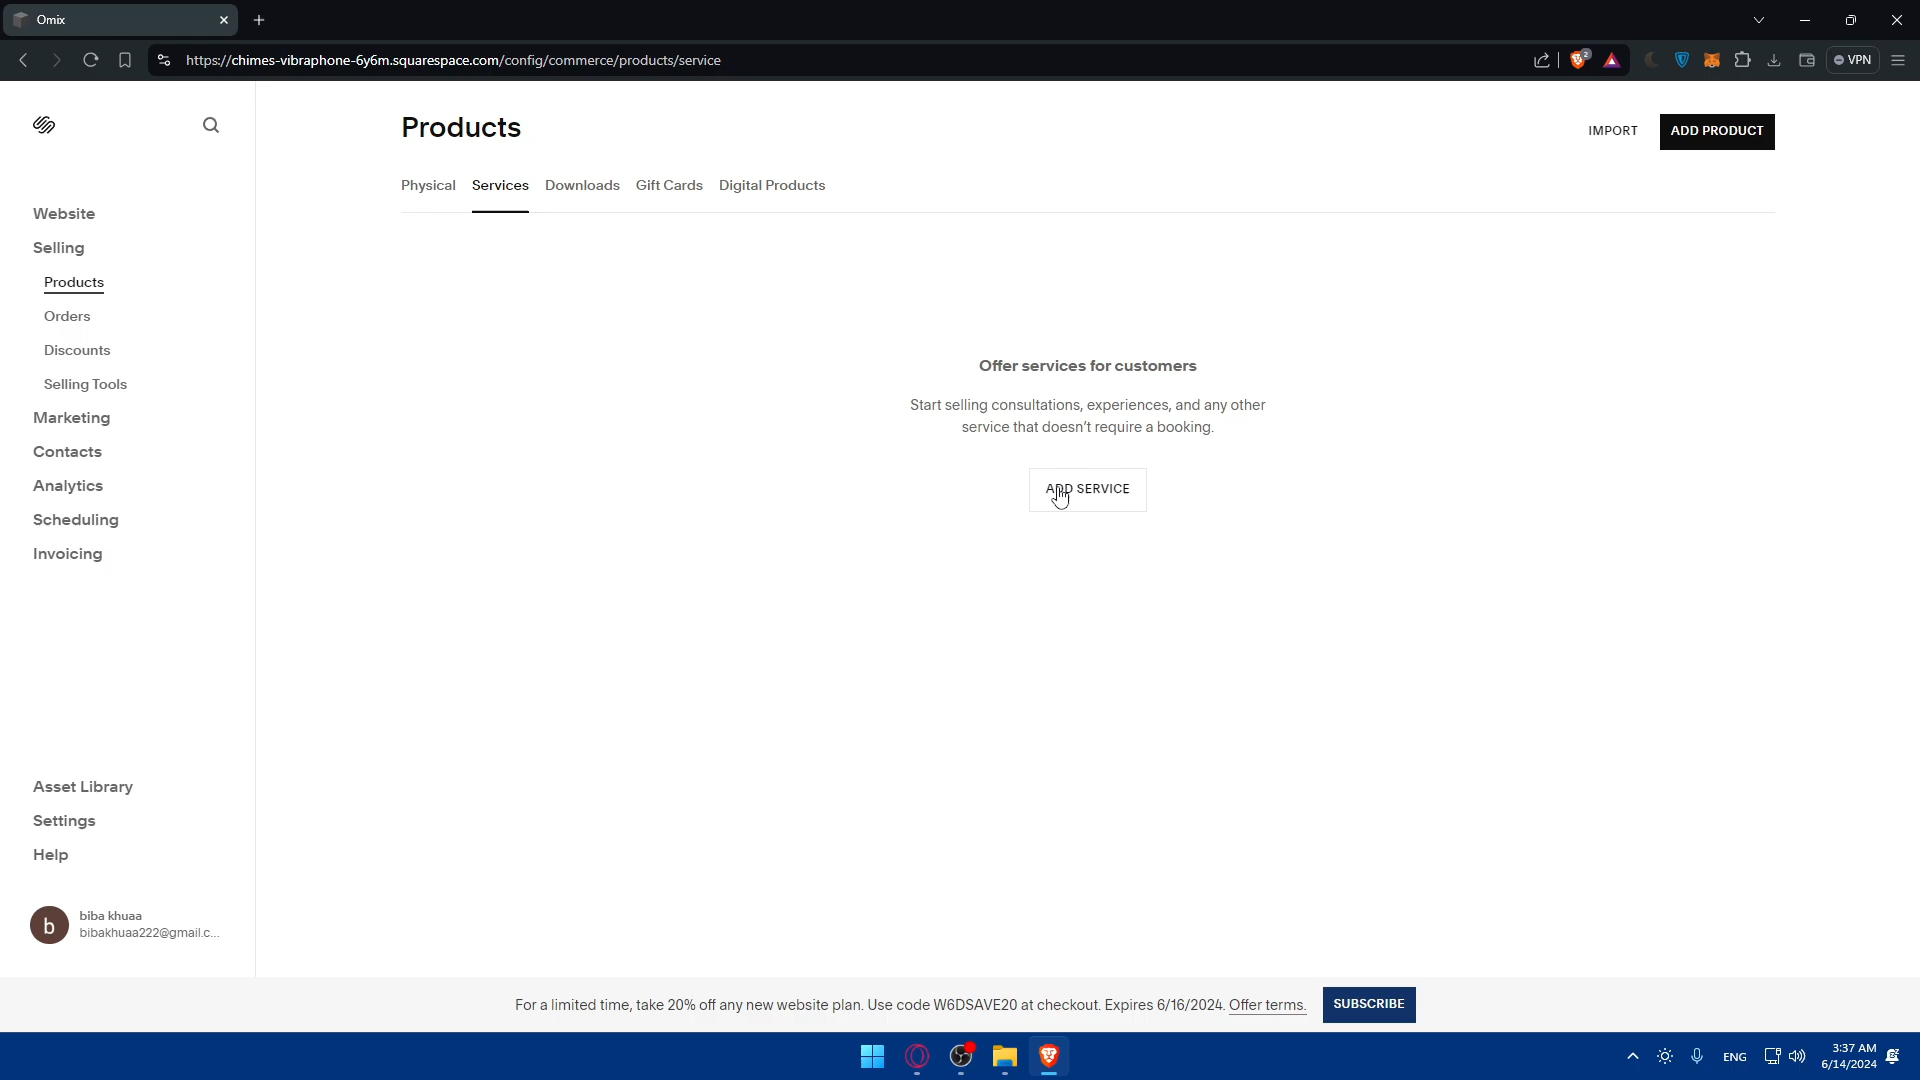 Omix
https://chimes-vibraphone-6y6m.squarespace.com/config/commerce/products/service
2
VPN
Products
IMPORT
ADD PRODUCT
Physical
Services
Downloads
Gift Cards
Digital Products
Website
Selling
Products
Orders
Discounts
Selling Tools
Marketing
Contacts
Analytics
Scheduling
Invoicing
Offer services for customers
Start selling consultations, experiences, and any other
service that doesn't require a booking.
ADD SERVICE
Asset Library
Settings
Help
b
biba khuaa
bibakhuaa222@gmail.c...
For a limited time, take 20% off any new website plan. Use code W6DSAVE20 at checkout. Expires 6/16/2024. Offer terms.
SUBSCRIBE
ENG
3:37 AM
6/14/2024